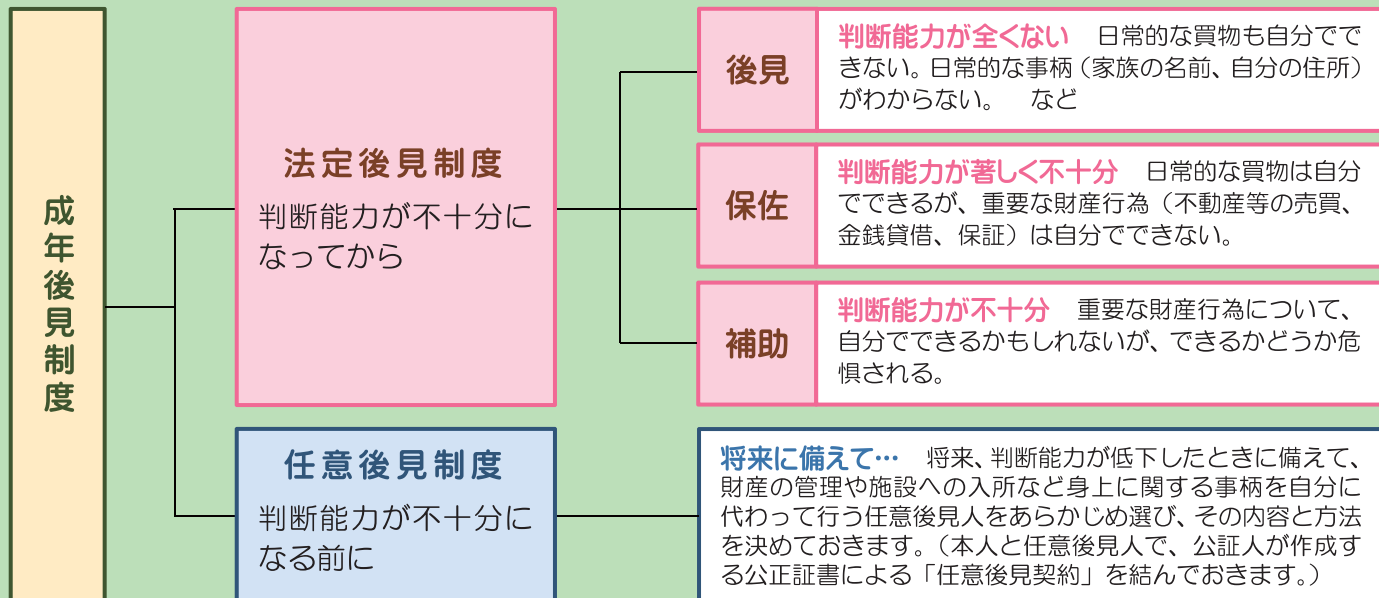 成年後見制度
法定後見制度
判断能力が不十分に
なってから
後見
判断能力が全くない　日常的な買物も自分でで
きない。日常的な事柄（家族の名前、自分の住所）
がわからない。　など
保佐
判断能力が著しく不十分　日常的な買物は自分
でできるが、重要な財産行為（不動産等の売買、
金銭貸借、保証）は自分でできない。
補助
判断能力が不十分　重要な財産行為について、
自分でできるかもしれないが、できるかどうか危
惧される。
任意後見制度
判断能力が不十分に
なる前に
将来に備えて…　将来、判断能力が低下したときに備えて、
財産の管理や施設への入所など身上に関する事柄を自分に
代わって行う任意後見人をあらかじめ選び、その内容と方法
を決めておきます。（本人と任意後見人で、公証人が作成す
る公正証書による「任意後見契約」を結んでおきます。）